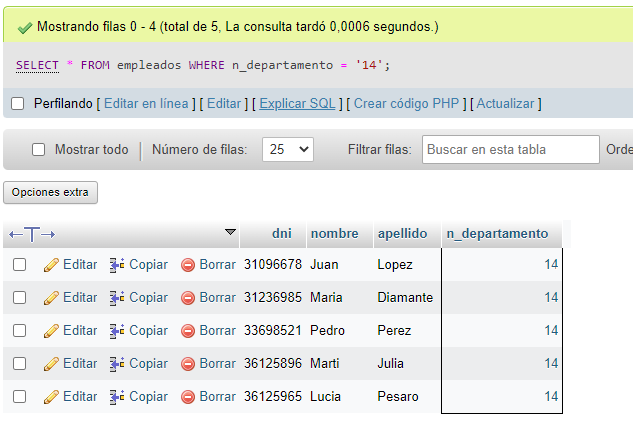 Mostrando filas 0 - 4 (total de 5, La consulta tardó 0,0006 segundos.)
SELECT * FROM empleados WHERE n_departamento = '14';
Perfilando [ Editar en línea ] [ Editar ] [ Explicar SQL ] [ Crear código PHP ] [ Actualizar ]
Mostrar todo Número de filas: 25 Filtrar filas: Buscar en esta tabla Orde
Opciones extra
dni nombre apellido n_departamento
Editar Copiar Borrar 31096678 Juan Lopez 14
Editar Copiar Borrar 31236985 Maria Diamante 14
Editar Copiar Borrar 33698521 Pedro Perez 14
Editar Copiar Borrar 36125896 Marti Julia 14
Editar Copiar Borrar 36125965 Lucia Pesaro 14